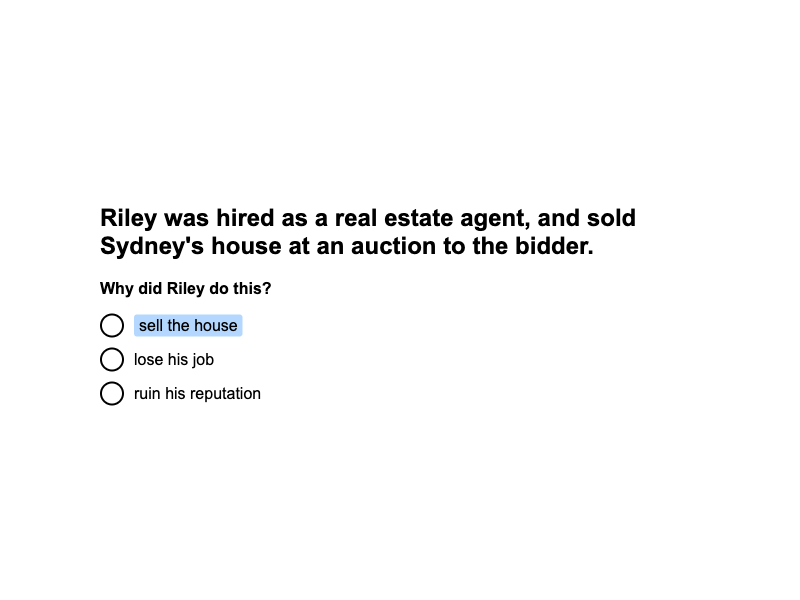 Riley was hired as a real estate agent, and sold
Sydney's house at an auction to the bidder.
Why did Riley do this?
sell the house
lose his job
ruin his reputation